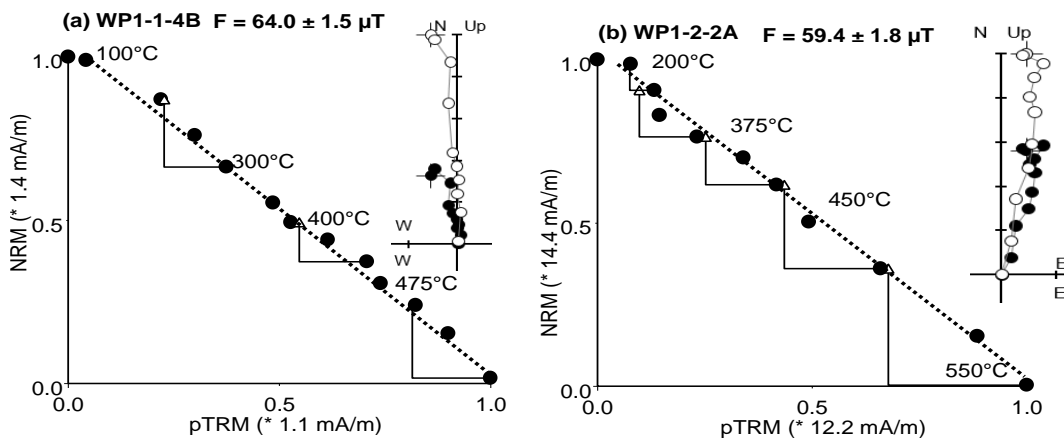 (a) WP1-1-4B F = 64.0 ± 1.5 µT
N Up
1.0
100°C
300°C
0.5
400°C
W
W
475°C
0.0
NRM (* 1.4 mA/m)
0.0 0.5 1.0
pTRM (* 1.1 mA/m)
(b) WP1-2-2A F = 59.4 ± 1.8 µT
N Up
1.0
200°C
375°C
0.5
450°C
E
E
550°C
0.0
NRM (* 14.4 mA/m)
0.0 0.5 1.0
pTRM (* 12.2 mA/m)